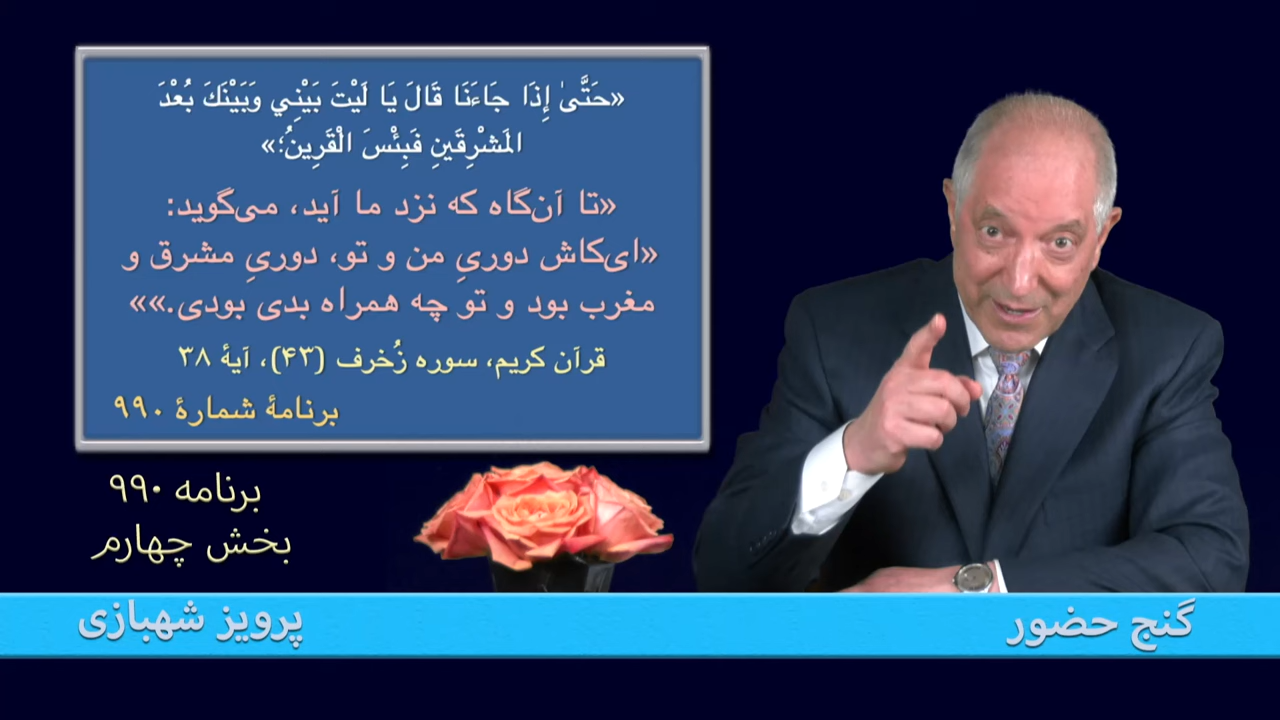 «حَتَّىٰ إِذَا جَاءَنَا قَالَ يَا لَيْتَ بَيْنِي وَبَيْنَكَ بُعْدَ
الْمَشْرِقَيْنِ فَبِئْسَ الْقَرِينُ؛»
«تا آن‌گاه که نزد ما آید، می‌گوید:
«ای‌کاش دوریِ من و تو، دوریِ مشرق و
مغرب بود و تو چه همراه بدی بودی.»»
قرآن کریم، سوره زُخرف (۴۳)، آیهٔ ۳۸
برنامهٔ شمارهٔ ۹۹۰
برنامه ۹۹۰
بخش چهارم
گنج حضور
پرویز شهبازی